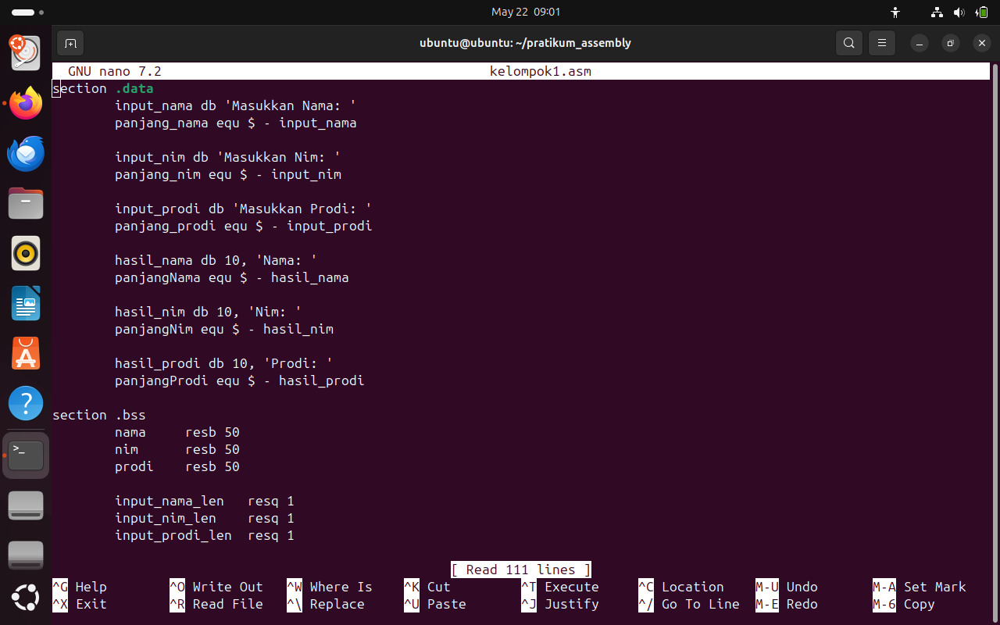 May 22 09:01
ubuntu@ubuntu: ~/pratikum_assembly
GNU nano 7.2 kelompok1.asm
section .data
input_nama db 'Masukkan Nama: '
panjang_nama equ $ - input_nama
input_nim db 'Masukkan Nim: '
panjang_nim equ $ - input_nim
input_prodi db 'Masukkan Prodi: '
panjang_prodi equ $ - input_prodi
hasil_nama db 10, 'Nama: '
panjangNama equ $ - hasil_nama
hasil_nim db 10, 'Nim: '
panjangNim equ $ - hasil_nim
hasil_prodi db 10, 'Prodi: '
panjangProdi equ $ - hasil_prodi
section .bss
nama resb 50
nim resb 50
prodi resb 50
input_nama_len resq 1
input_nim_len resq 1
input_prodi_len resq 1
[ Read 111 lines ]
^G Help ^O Write Out ^W Where Is ^K Cut ^T Execute ^C Location M-U Undo M-A Set Mark
^X Exit ^R Read File ^\ Replace ^U Paste ^J Justify ^/ Go To Line M-E Redo M-6 Copy